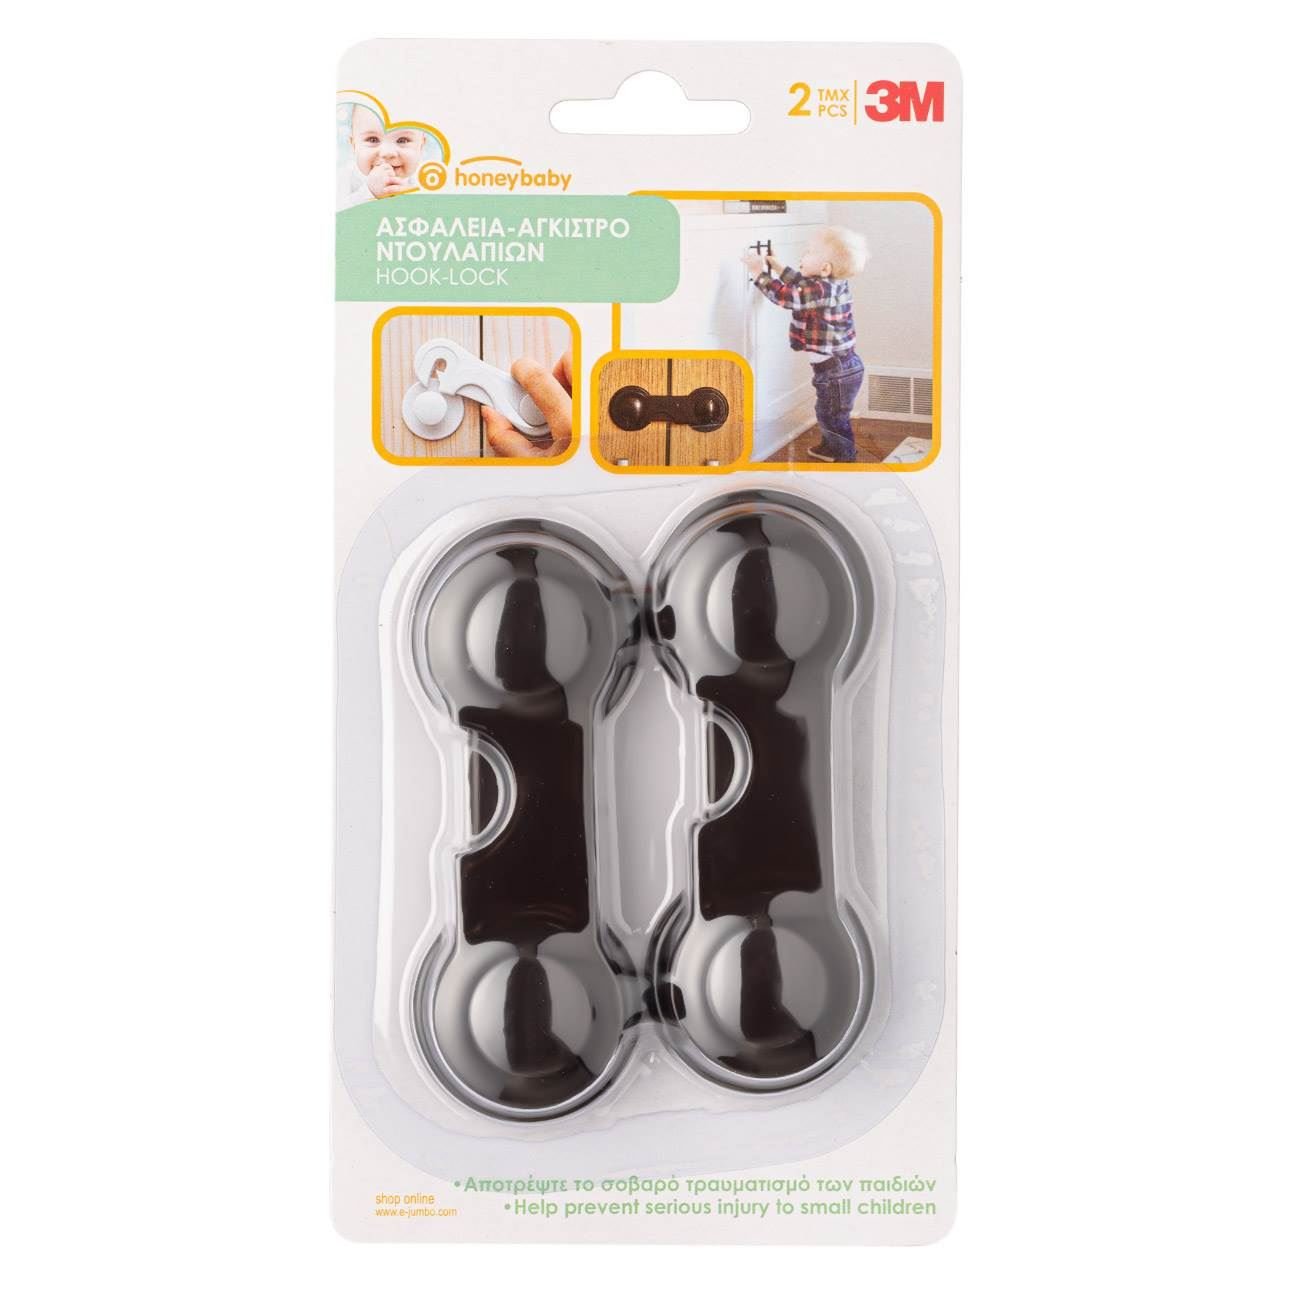 2 ΤΜΧ
PCS
3M
honeybaby
ΑΣΦΑΛΕΙΑ-ΑΓΚΙΣΤΡΟ
ΝΤΟΥΛΑΠΙΩΝ
HOOK-LOCK
•Αποτρέψτε το σοβαρό τραυματισμό των παιδιών
•Help prevent serious injury to small children
shop online
www.e-jumbo.com